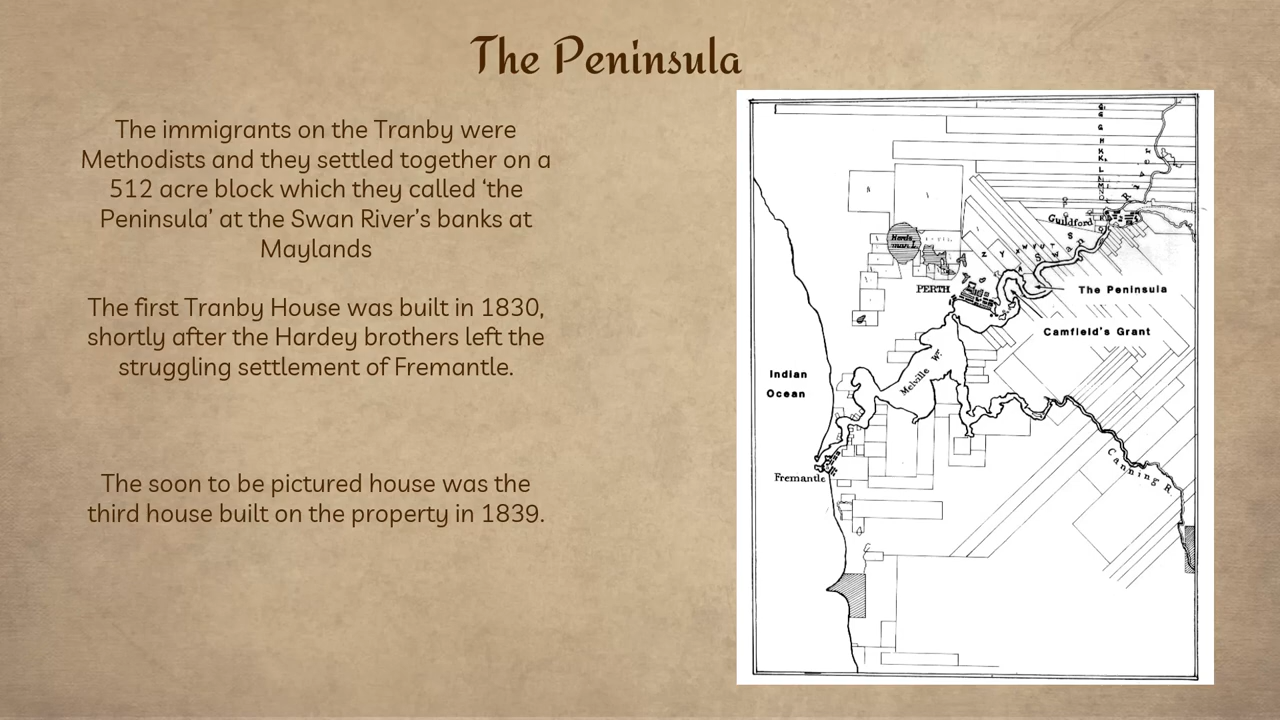 The Peninsula
The immigrants on the Tranby were
Methodists and they settled together on a
512 acre block which they called ‘the
Peninsula’ at the Swan River’s banks at
Maylands
The first Tranby House was built in 1830,
shortly after the Hardey brothers left the
struggling settlement of Fremantle.
The soon to be pictured house was the
third house built on the property in 1839.
Guildford
Herds
man L.
PERTH
The Peninsula
Camfield's Grant
Melville Wr.
Indian
Ocean
Fremantle
Canning R.